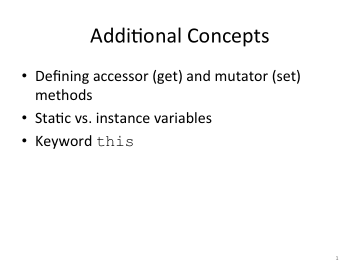 Additional Concepts
• Defining accessor (get) and mutator (set)
methods
• Static vs. instance variables
• Keyword this
1